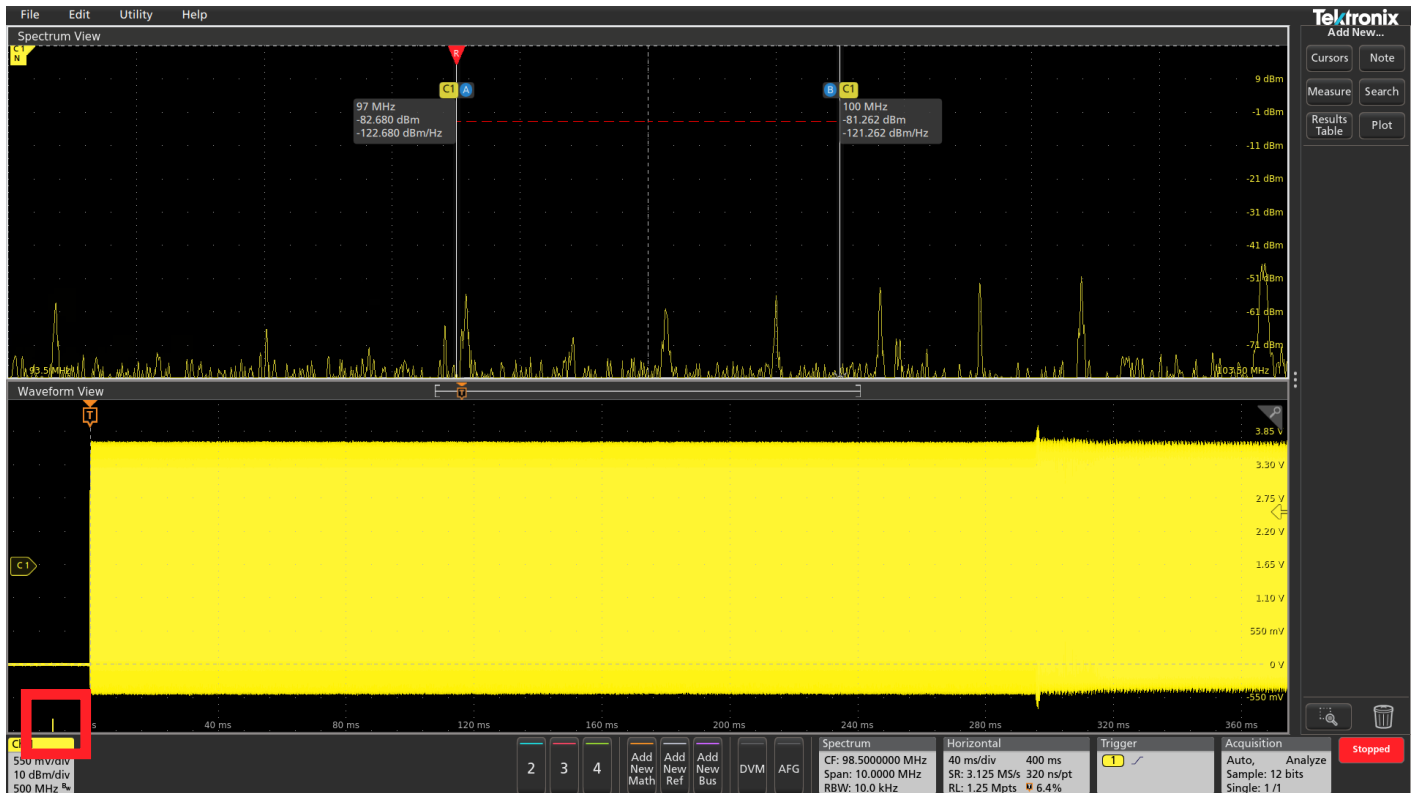 File Edit Utility Help
Tektronix
Add New...
Spectrum View
C1
N
R
C1 A
B C1
97 MHz
-82.680 dBm
-122.680 dBm/Hz
100 MHz
-81.262 dBm
-121.262 dBm/Hz
9 dBm
-1 dBm
-11 dBm
-21 dBm
-31 dBm
-41 dBm
-51 dBm
-61 dBm
-71 dBm
93.5 MHz
103.50 MHz
Cursors Note
Measure Search
Results Table Plot
Waveform View
T
T
C1
3.85 V
3.30 V
2.75 V
2.20 V
1.65 V
1.10 V
550 mV
0 V
-550 mV
s 40 ms 80 ms 120 ms 160 ms 200 ms 240 ms 280 ms 320 ms 360 ms
550 mV/div
10 dBm/div
500 MHz
2 3 4
Add New Math
Add New Ref
Add New Bus
DVM AFG
Spectrum
CF: 98.5000000 MHz
Span: 10.0000 MHz
RBW: 10.0 kHz
Horizontal
40 ms/div 400 ms
SR: 3.125 MS/s 320 ns/pt
RL: 1.25 Mpts 6.4%
Trigger
1
Acquisition
Auto, Analyze
Sample: 12 bits
Single: 1 /1
Stopped